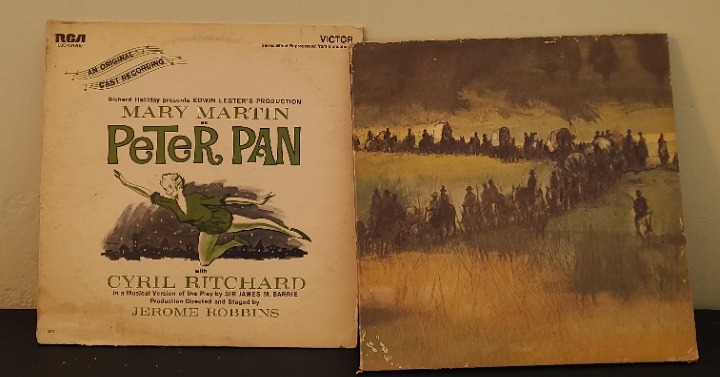 RCA
VICTOR
AN ORIGINAL
CAST RECORDING
Richard Halliday presents EDWIN LESTER'S PRODUCTION
MARY MARTIN
as
PETER PAN
with
CYRIL RITCHARD
in a Musical Version of the Play by SIR JAMES M. BARRIE
Production Directed and Staged by
JEROME ROBBINS